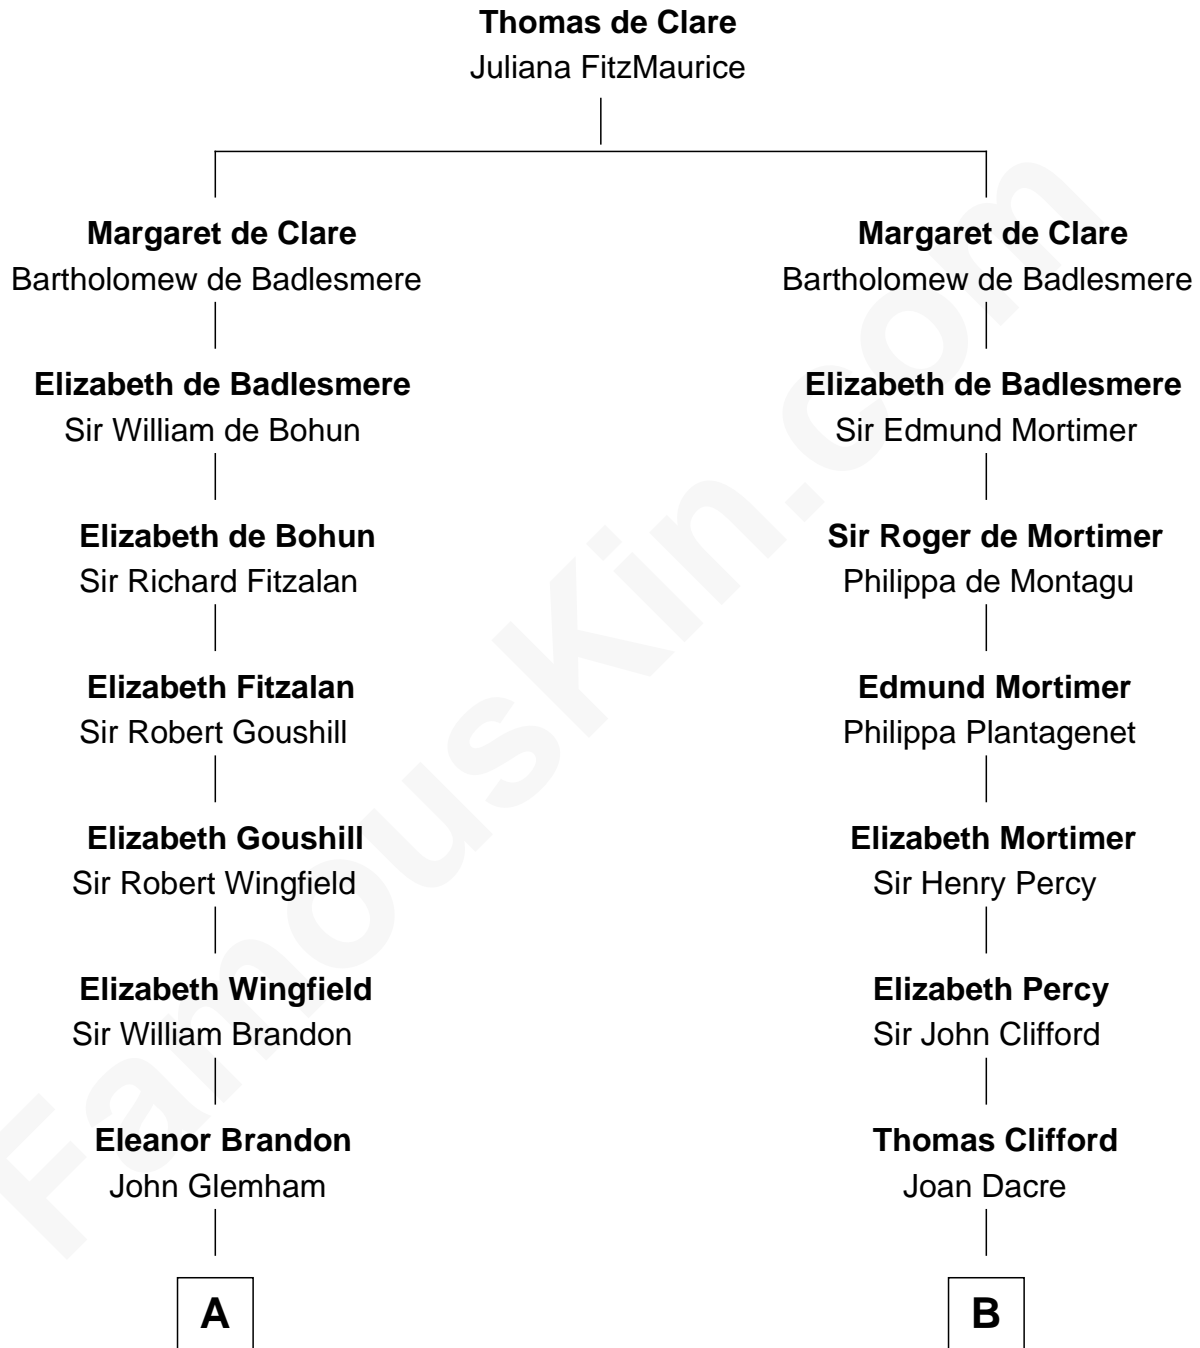 Thomas de Clare
Juliana FitzMaurice
Margaret de Clare
Bartholomew de Badlesmere
Margaret de Clare
Bartholomew de Badlesmere
Elizabeth de Badlesmere
Sir William de Bohun
Elizabeth de Badlesmere
Sir Edmund Mortimer
Elizabeth de Bohun
Sir Richard Fitzalan
Sir Roger de Mortimer
Philippa de Montagu
Elizabeth Fitzalan
Sir Robert Goushill
Edmund Mortimer
Philippa Plantagenet
Elizabeth Goushill
Sir Robert Wingfield
Elizabeth Mortimer
Sir Henry Percy
Elizabeth Wingfield
Sir William Brandon
Elizabeth Percy
Sir John Clifford
Eleanor Brandon
John Glemham
Thomas Clifford
Joan Dacre
A
B
FamousKin.com